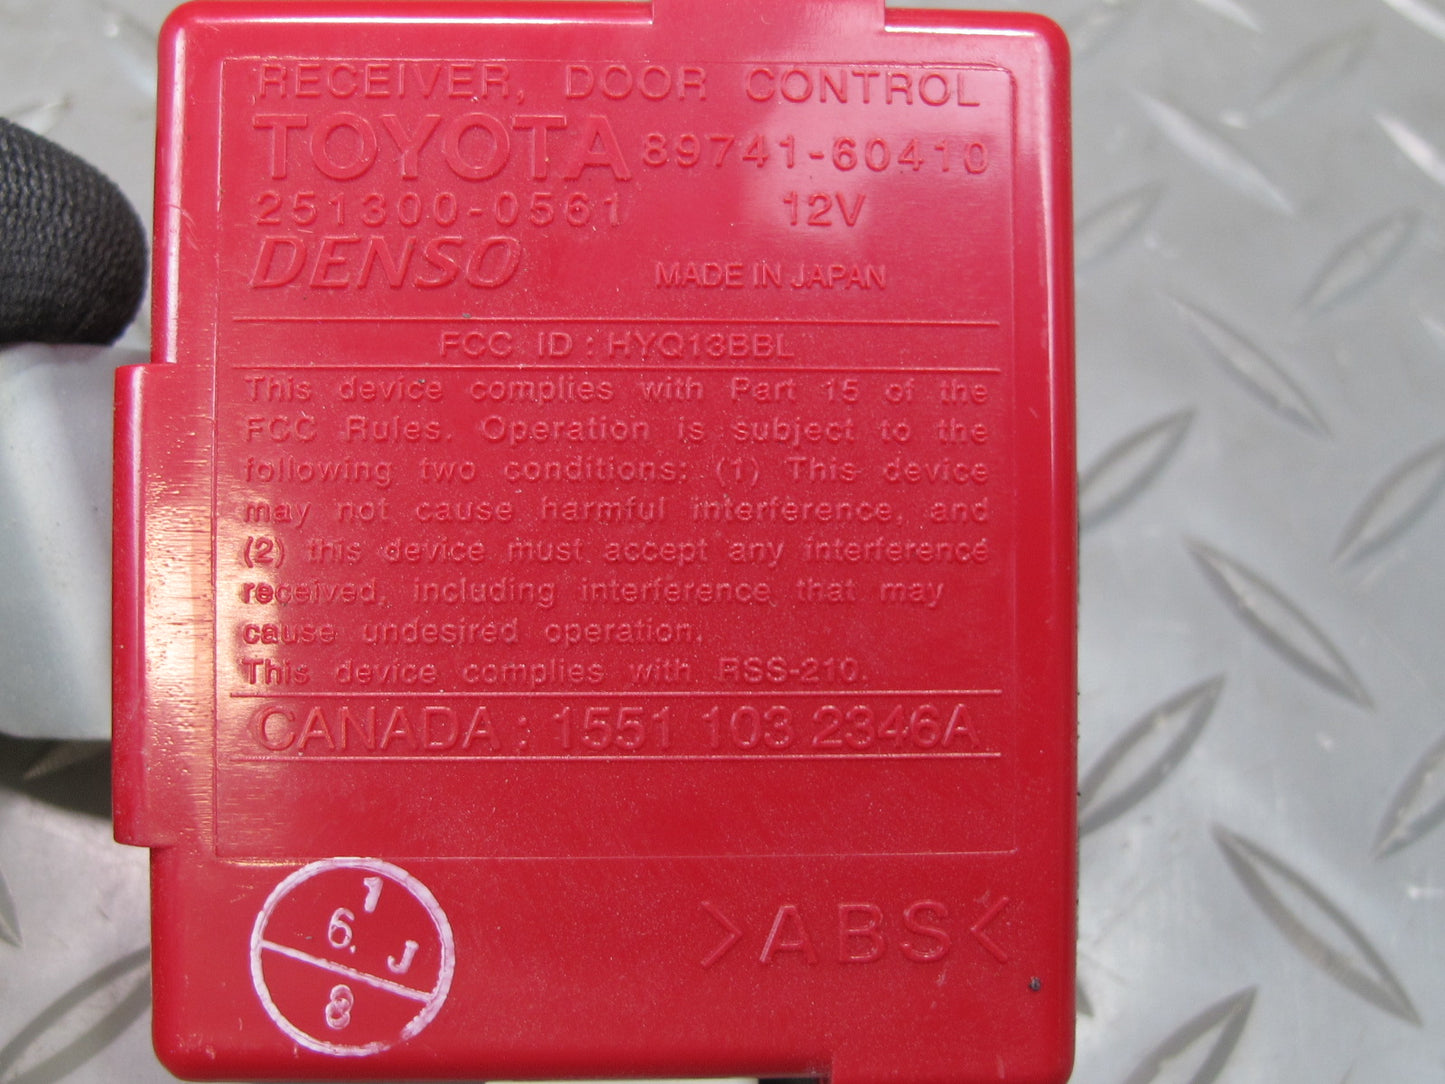 RECEIVER, DOOR CONTROL
TOYOTA 89741-60410
251300-0561 12V
DENSO MADE IN JAPAN
FCC ID : HYQ13BBL
This device complies with Part 15 of the
FCC Rules. Operation is subject to the
following two conditions: (1) This device
may not cause harmful interference, and
(2) this device must accept any interference
received, including interference that may
cause undesired operation.
This device complies with RSS-210.
CANADA : 1551 103 2346A
1
6. J
8
>ABS<